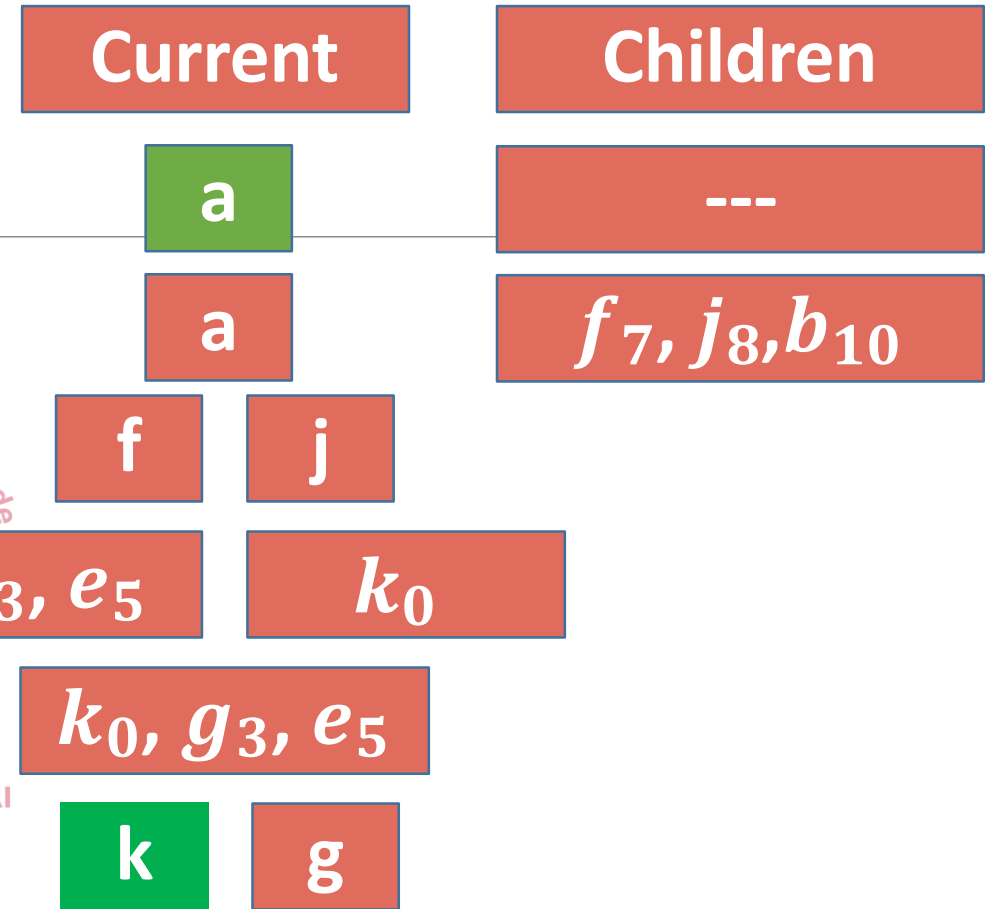 Current Children
a ---
a f₇, j₈,b₁₀
f j
₃, e₅ k₀
k₀, g₃, e₅
k g